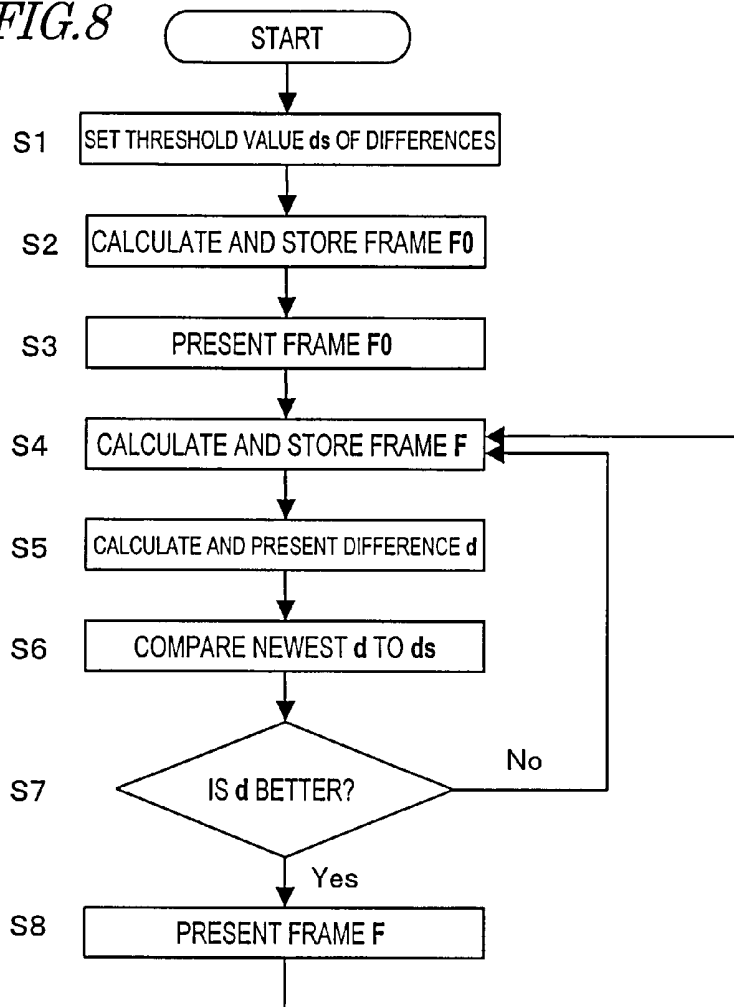 FIG.8
START
S1 SET THRESHOLD VALUE ds OF DIFFERENCES
S2 CALCULATE AND STORE FRAME F0
S3 PRESENT FRAME F0
S4 CALCULATE AND STORE FRAME F
S5 CALCULATE AND PRESENT DIFFERENCE d
S6 COMPARE NEWEST d TO ds
S7 IS d BETTER?
No
Yes
S8 PRESENT FRAME F